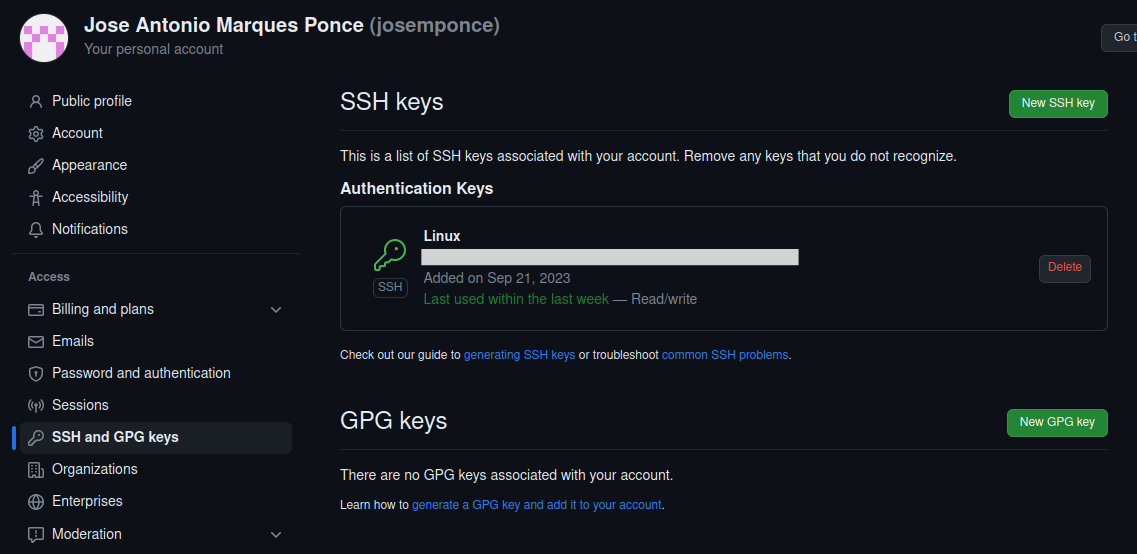 Jose Antonio Marques Ponce (josemponce)
Your personal account
Go t
Public profile
Account
Appearance
Accessibility
Notifications
Access
Billing and plans
Emails
Password and authentication
Sessions
SSH and GPG keys
Organizations
Enterprises
Moderation
SSH keys
New SSH key
This is a list of SSH keys associated with your account. Remove any keys that you do not recognize.
Authentication Keys
Linux
SSH
Added on Sep 21, 2023
Last used within the last week — Read/write
Delete
Check out our guide to generating SSH keys or troubleshoot common SSH problems.
GPG keys
New GPG key
There are no GPG keys associated with your account.
Learn how to generate a GPG key and add it to your account.